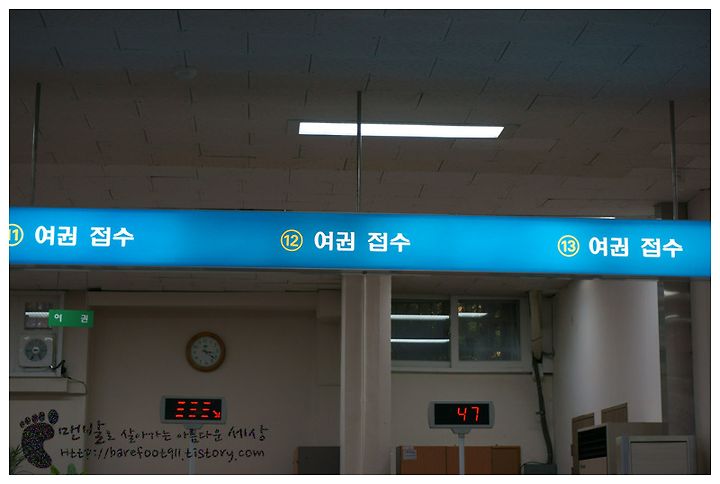 11 여권 접수
12 여권 접수
13 여권 접수
여 권
47
맨발로 살아가는 아름다운 세상
Http://barefoot911.tistory.com